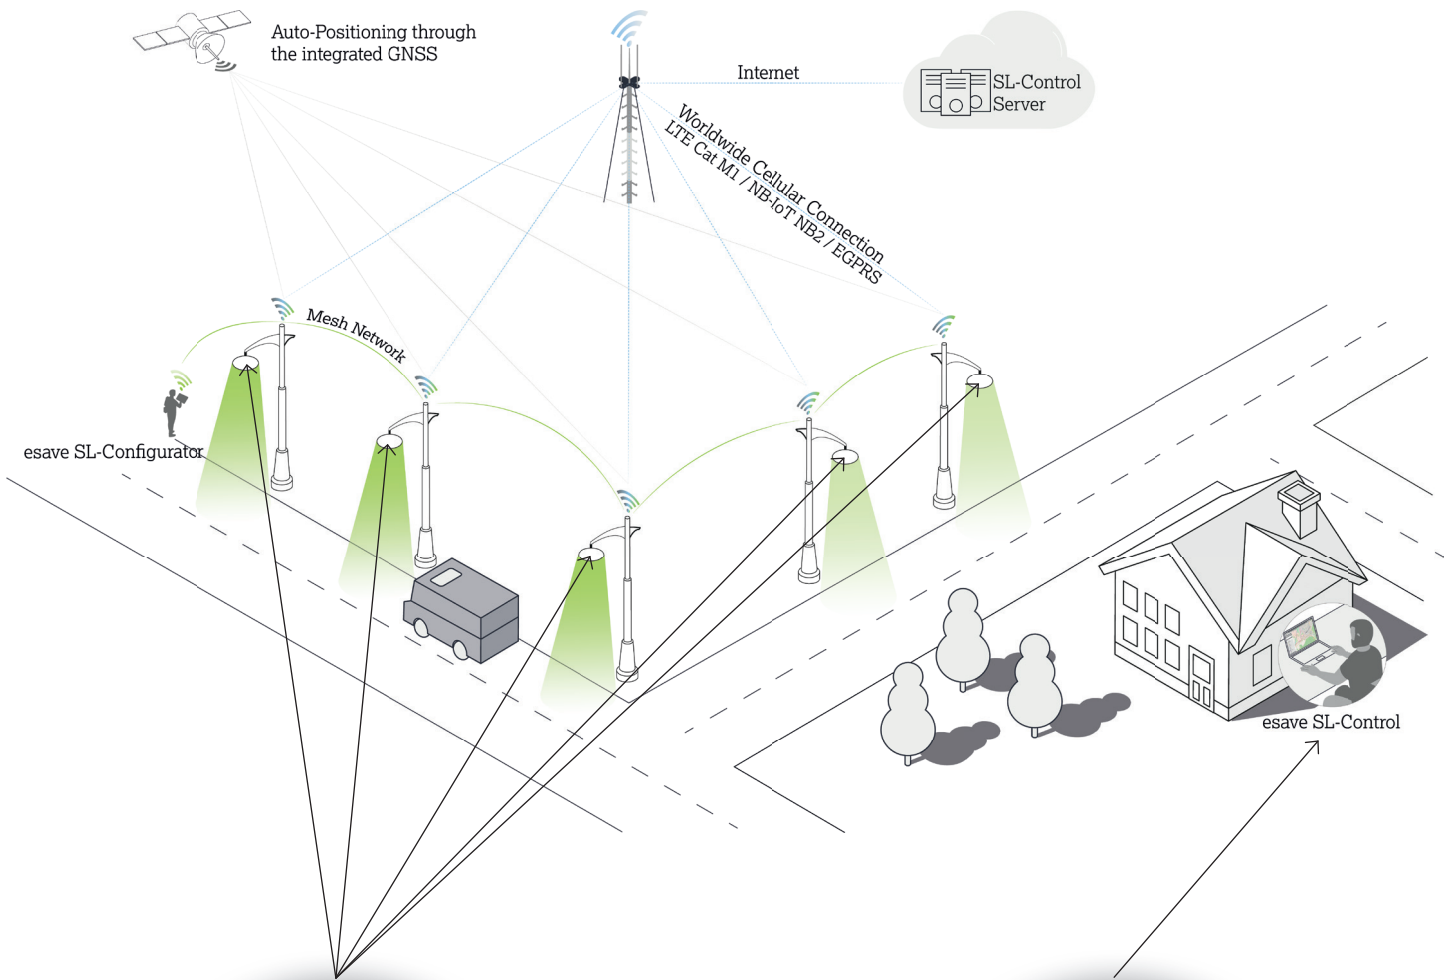 Auto-Positioning through
the integrated GNSS
Internet
SL-Control
Server
Worldwide Cellular Connection
LTE Cat M1 / NB-IoT NB2 / EGPRS
Mesh Network
esave SL-Configurator
esave SL-Control